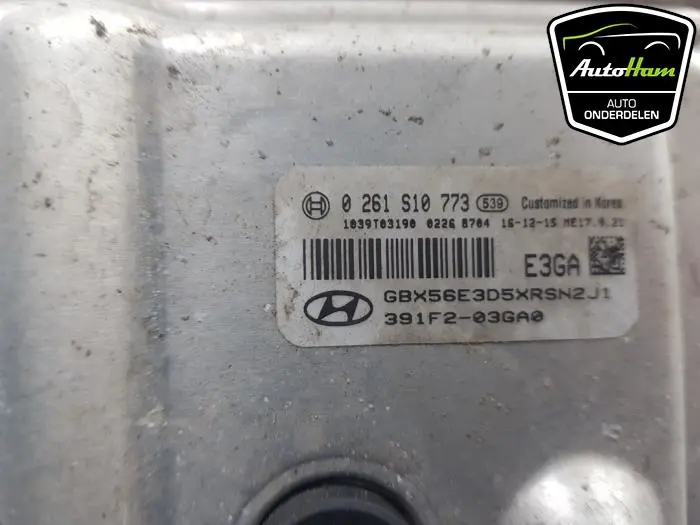 AutoHam
AUTO
ONDERDELEN
0 261 S10 773 539 Customized in Korea
1039T03190 0226 8704 16-12-15 ME17.9.21
E3GA
GBX56E3D5XRSN2J1
391F2-03GA0